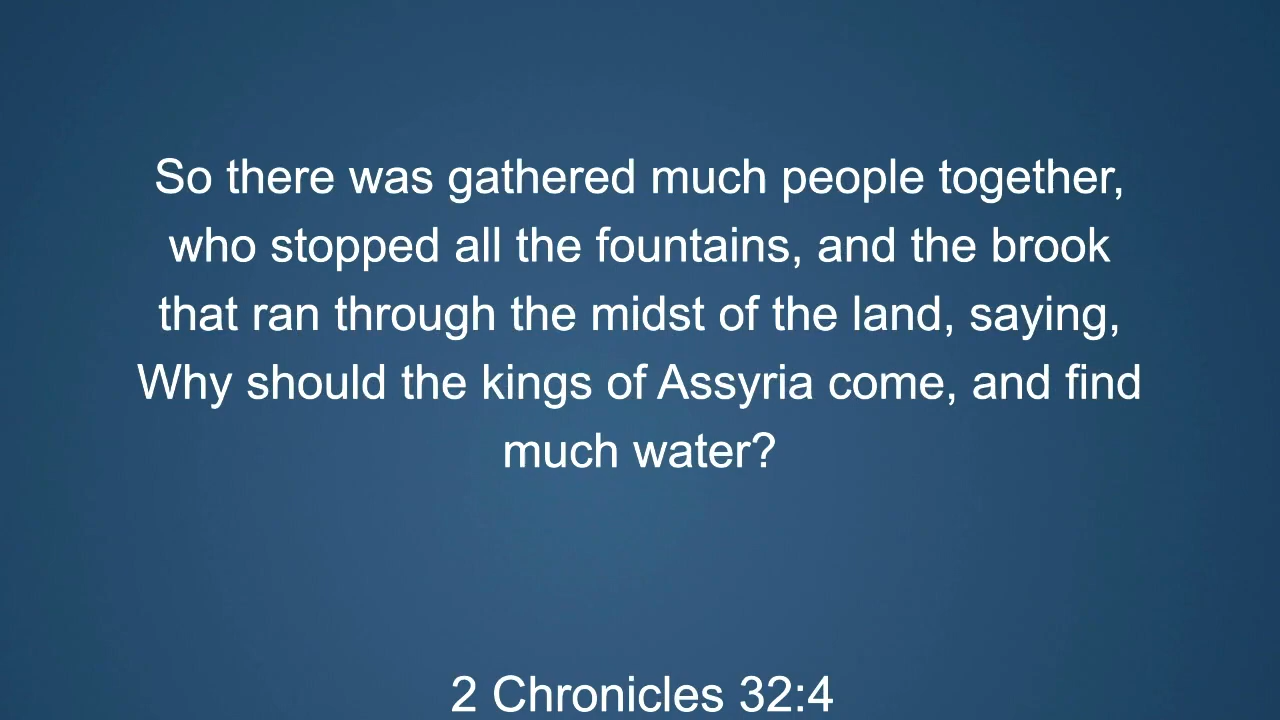 So there was gathered much people together,
who stopped all the fountains, and the brook
that ran through the midst of the land, saying,
Why should the kings of Assyria come, and find
much water?
2 Chronicles 32:4